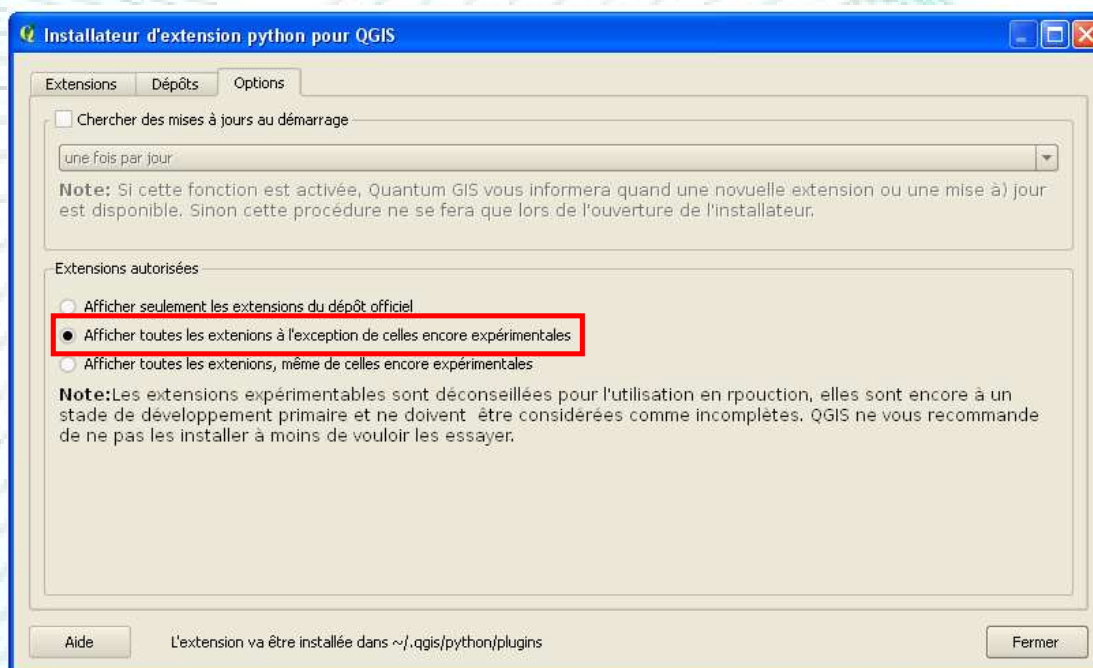 Installateur d'extension python pour QGIS
Extensions
Dépôts
Options
Chercher des mises à jours au démarrage
une fois par jour
Note: Si cette fonction est activée, Quantum GIS vous informera quand une novuelle extension ou une mise à) jour
est disponible. Sinon cette procédure ne se fera que lors de l'ouverture de l'installateur.
Extensions autorisées
Afficher seulement les extensions du dépôt officiel
Afficher toutes les extenions à l'exception de celles encore expérimentales
Afficher toutes les extenions, même de celles encore expérimentales
Note:Les extensions expérimentables sont déconseillées pour l'utilisation en rpouction, elles sont encore à un
stade de développement primaire et ne doivent être considérées comme incomplètes. QGIS ne vous recommande
de ne pas les installer à moins de vouloir les essayer.
Aide
L'extension va être installée dans ~/.qgis/python/plugins
Fermer